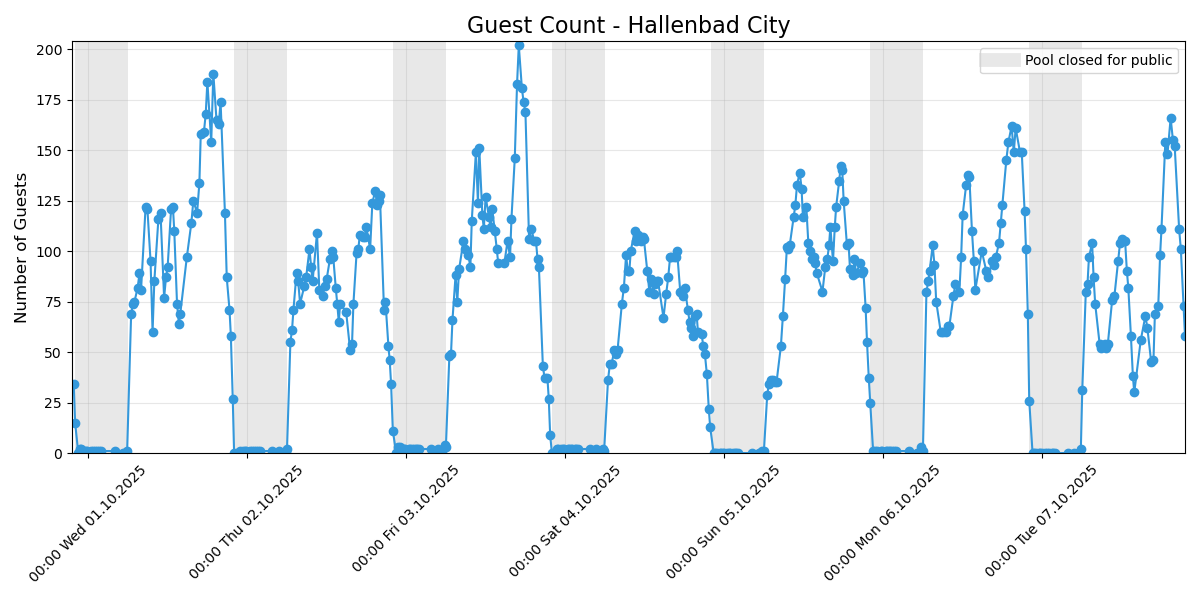 Guest Count - Hallenbad City
Pool closed for public
Number of Guests
200
175
150
125
100
75
50
25
0
00:00 Wed 01.10.2025
00:00 Thu 02.10.2025
00:00 Fri 03.10.2025
00:00 Sat 04.10.2025
00:00 Sun 05.10.2025
00:00 Mon 06.10.2025
00:00 Tue 07.10.2025